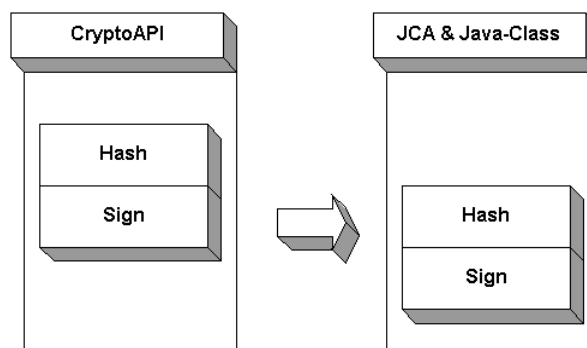 CryptoAPI
Hash
Sign
JCA & Java-Class
Hash
Sign